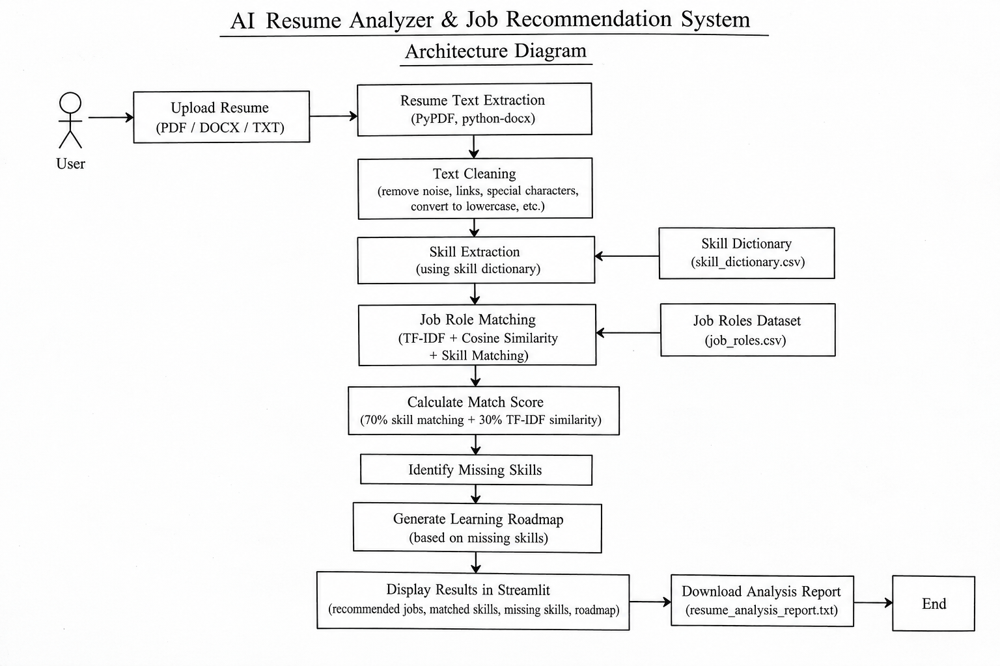 AI Resume Analyzer & Job Recommendation System
Architecture Diagram
User
Upload Resume
(PDF / DOCX / TXT)
Resume Text Extraction
(PyPDF, python-docx)
Text Cleaning
(remove noise, links, special characters,
convert to lowercase, etc.)
Skill Extraction
(using skill dictionary)
Skill Dictionary
(skill_dictionary.csv)
Job Role Matching
(TF-IDF + Cosine Similarity
+ Skill Matching)
Job Roles Dataset
(job_roles.csv)
Calculate Match Score
(70% skill matching + 30% TF-IDF similarity)
Identify Missing Skills
Generate Learning Roadmap
(based on missing skills)
Display Results in Streamlit
(recommended jobs, matched skills, missing skills, roadmap)
Download Analysis Report
(resume_analysis_report.txt)
End